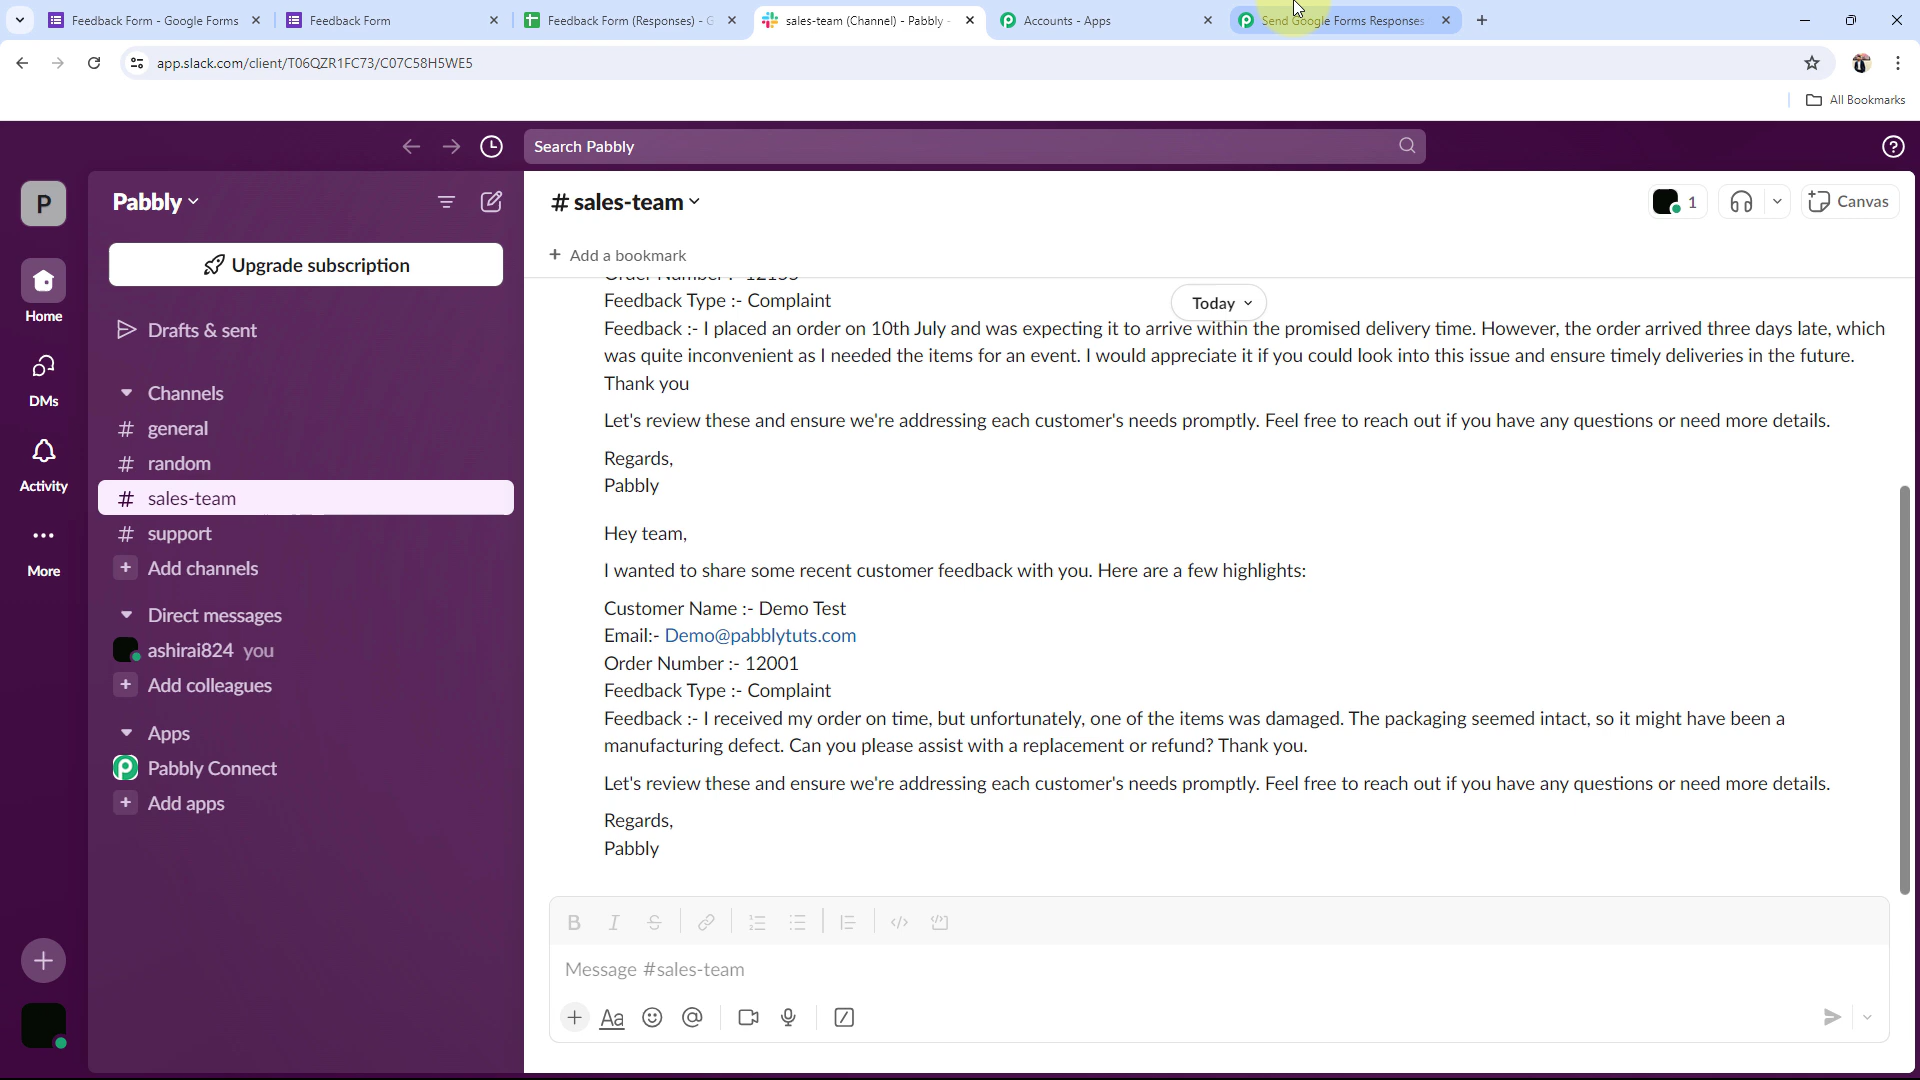 Feedback Form - Google Forms
Feedback Form
Feedback Form (Responses) - G
sales-team (Channel) - Pabbly -
Accounts - Apps
Send Google Forms Responses
app.slack.com/client/T06QZR1FC73/C07C58H5WE5
All Bookmarks
Search Pabbly
P
Pabbly
# sales-team
1
Canvas
Upgrade subscription
Add a bookmark
Home
Drafts & sent
DMs
Channels
# general
# random
Activity
# sales-team
# support
More
Add channels
Direct messages
ashirai824 you
Add colleagues
Apps
Pabbly Connect
Add apps
Today
Order Number :- 12155
Feedback Type :- Complaint
Feedback :- I placed an order on 10th July and was expecting it to arrive within the promised delivery time. However, the order arrived three days late, which
was quite inconvenient as I needed the items for an event. I would appreciate it if you could look into this issue and ensure timely deliveries in the future.
Thank you
Let's review these and ensure we're addressing each customer's needs promptly. Feel free to reach out if you have any questions or need more details.
Regards,
Pabbly
Hey team,
I wanted to share some recent customer feedback with you. Here are a few highlights:
Customer Name :- Demo Test
Email:- Demo@pabblytuts.com
Order Number :- 12001
Feedback Type :- Complaint
Feedback :- I received my order on time, but unfortunately, one of the items was damaged. The packaging seemed intact, so it might have been a
manufacturing defect. Can you please assist with a replacement or refund? Thank you.
Let's review these and ensure we're addressing each customer's needs promptly. Feel free to reach out if you have any questions or need more details.
Regards,
Pabbly
B I S
Message #sales-team
Aa